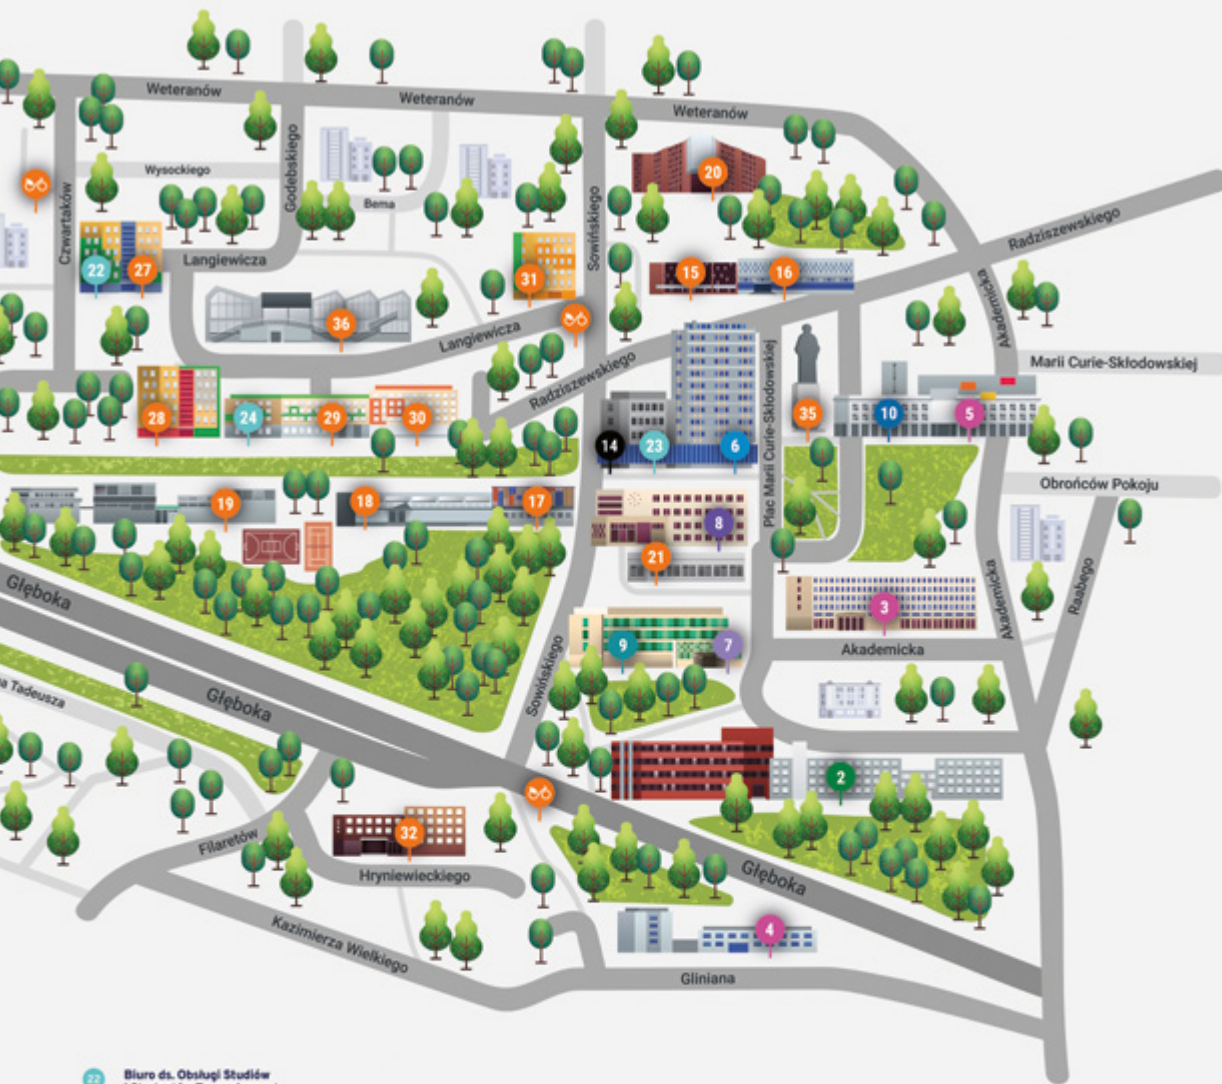 Weteranów
Weteranów
Weteranów
Wysockiego
Godebskiego
Bema
Sowińskiego
20
Czwartaków
Radziszewskiego
22
27
Langiewicza
31
15
16
Akademicka
36
Langiewicza
Marii Curie-Skłodowskiej
Radziszewskiego
Plac Marii Curie-Skłodowskiej
28
24
29
30
35
10
5
14
23
6
Obrońców Pokoju
19
18
17
8
21
Głęboka
Akademicka
Raabego
3
9
7
Akademicka
Sowińskiego
a Tadeusza
Głęboka
2
32
Filaretów
Hryniewieckiego
Głęboka
Kazimierza Wielkiego
4
Gliniana
22
Biuro ds. Obsługi Studiów